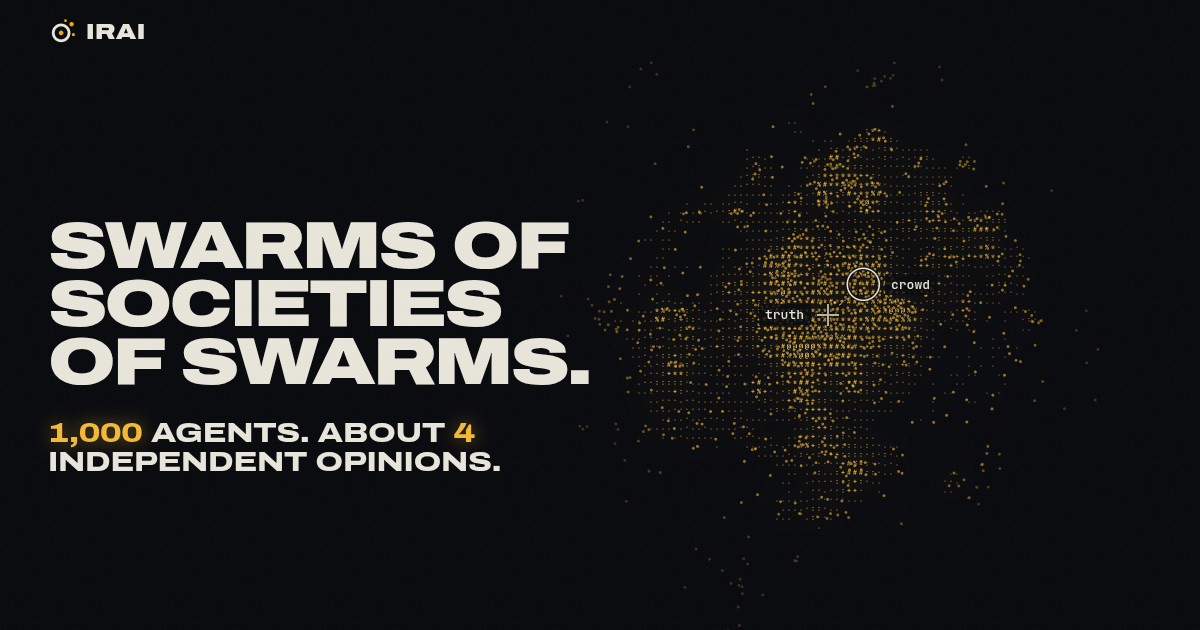 IRAI
SWARMS OF
SOCIETIES
OF SWARMS.
1,000 AGENTS. ABOUT 4
INDEPENDENT OPINIONS.
crowd
truth